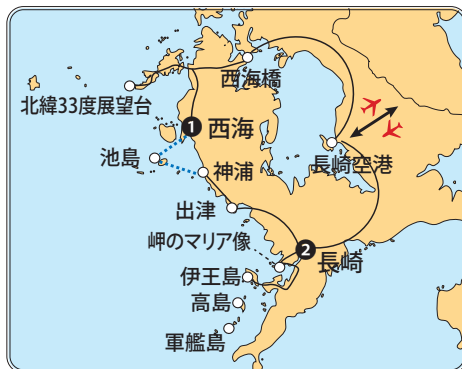 西海橋
北緯33度展望台
1 西海
池島
神浦
長崎空港
出津
岬のマリア像
2 長崎
伊王島
高島
軍艦島